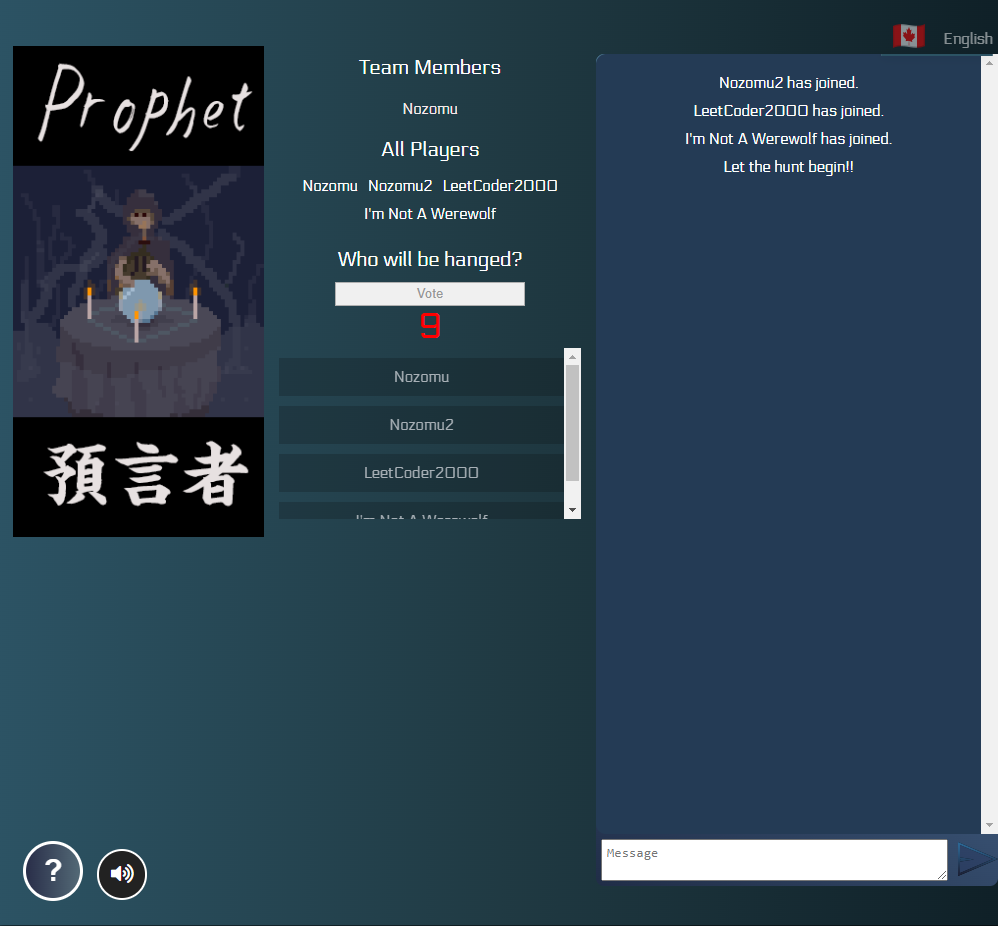 English
Prophet
預言者
Team Members
Nozomu
All Players
Nozomu Nozomu2 LeetCoder2000
I'm Not A Werewolf
Who will be hanged?
Vote
9
Nozomu
Nozomu2
LeetCoder2000
I'm Not A Werewolf
Nozomu2 has joined.
LeetCoder2000 has joined.
I'm Not A Werewolf has joined.
Let the hunt begin!!
Message
?